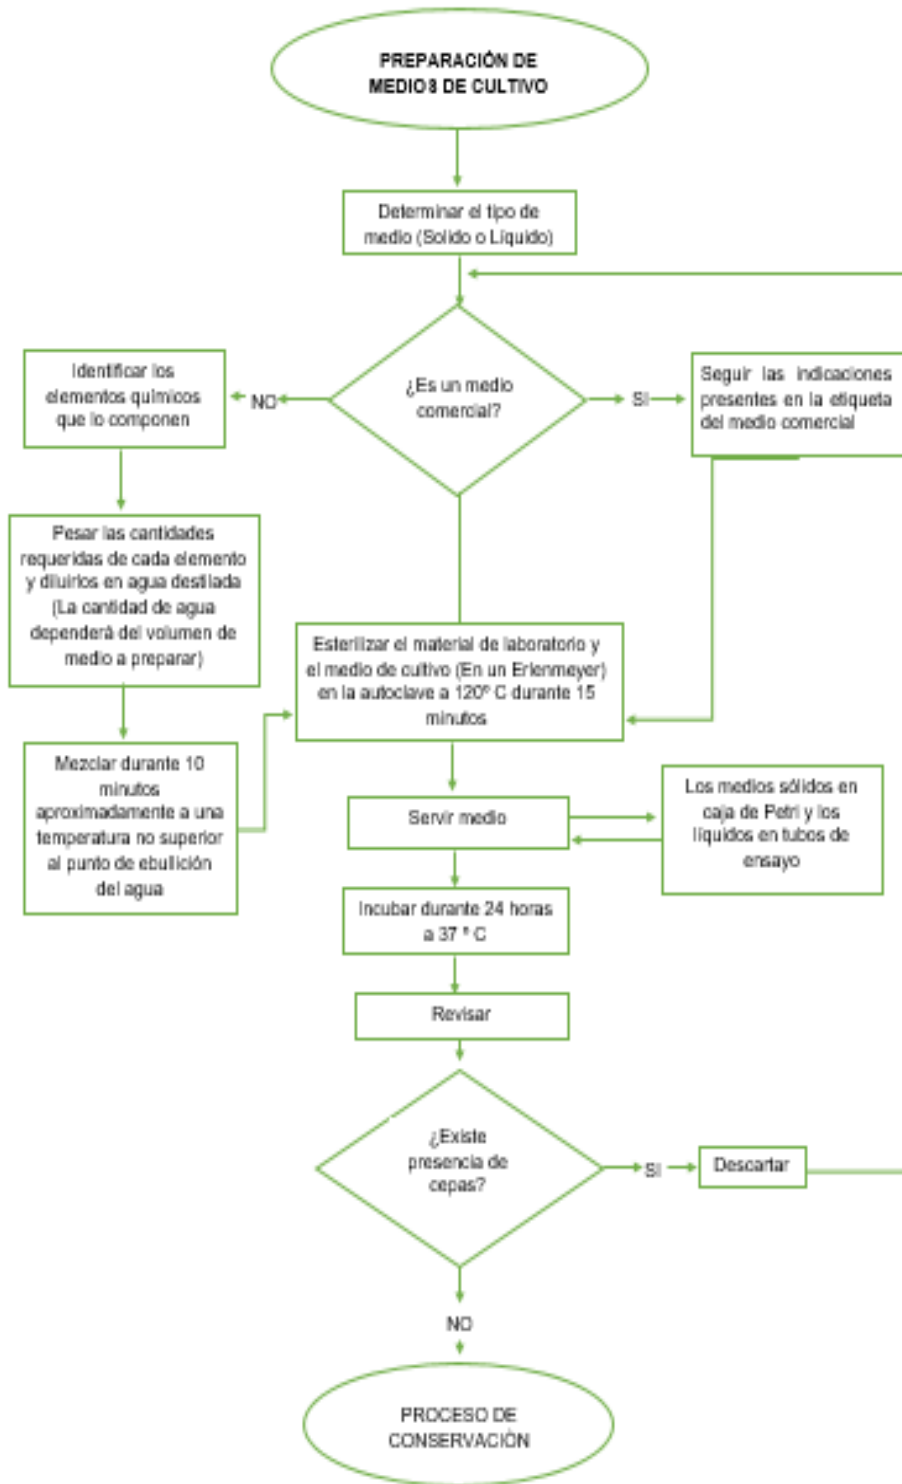 PREPARACIÓN DE
MEDIOS DE CULTIVO
Determinar el tipo de
medio (Solido o Líquido)
¿Es un medio
comercial?
NO
SI
Identificar los
elementos químicos
que lo componen
Seguir las indicaciones
presentes en la etiqueta
del medio comercial
Pesar las cantidades
requeridas de cada elemento
y diluirlos en agua destilada
(La cantidad de agua
dependerá del volumen de
medio a preparar)
Esterilizar el material de laboratorio y
el medio de cultivo (En un Erlenmeyer)
en la autoclave a 120º C durante 15
minutos
Mezclar durante 10
minutos
aproximadamente a una
temperatura no superior
al punto de ebullición
del agua
Servir medio
Los medios sólidos en
caja de Petri y los
líquidos en tubos de
ensayo
Incubar durante 24 horas
a 37 º C
Revisar
¿Existe
presencia de
cepas?
SI
Descartar
NO
PROCESO DE
CONSERVACIÓN